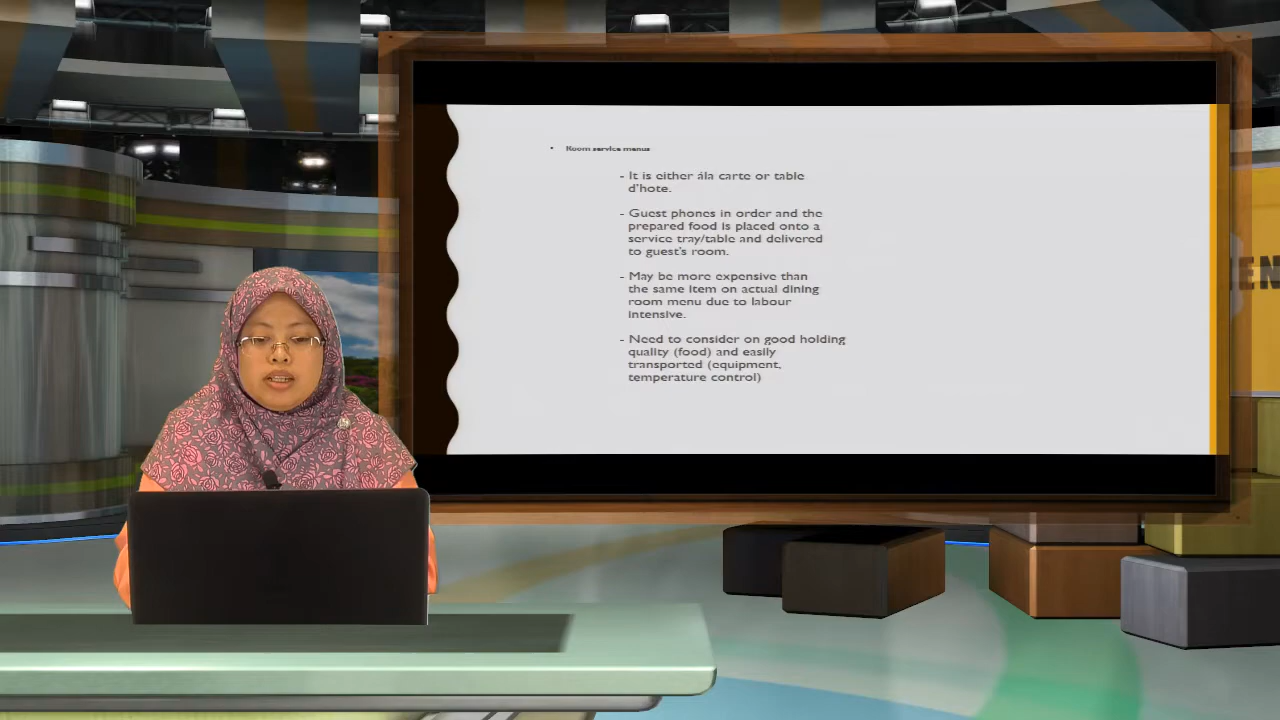 • Room service menus
- It is either ála carte or table
d'hote.
- Guest phones in order and the
prepared food is placed onto a
service tray/table and delivered
to guest's room.
- May be more expensive than
the same item on actual dining
room menu due to labour
intensive.
- Need to consider on good holding
quality (food) and easily
transported (equipment,
temperature control)
EN